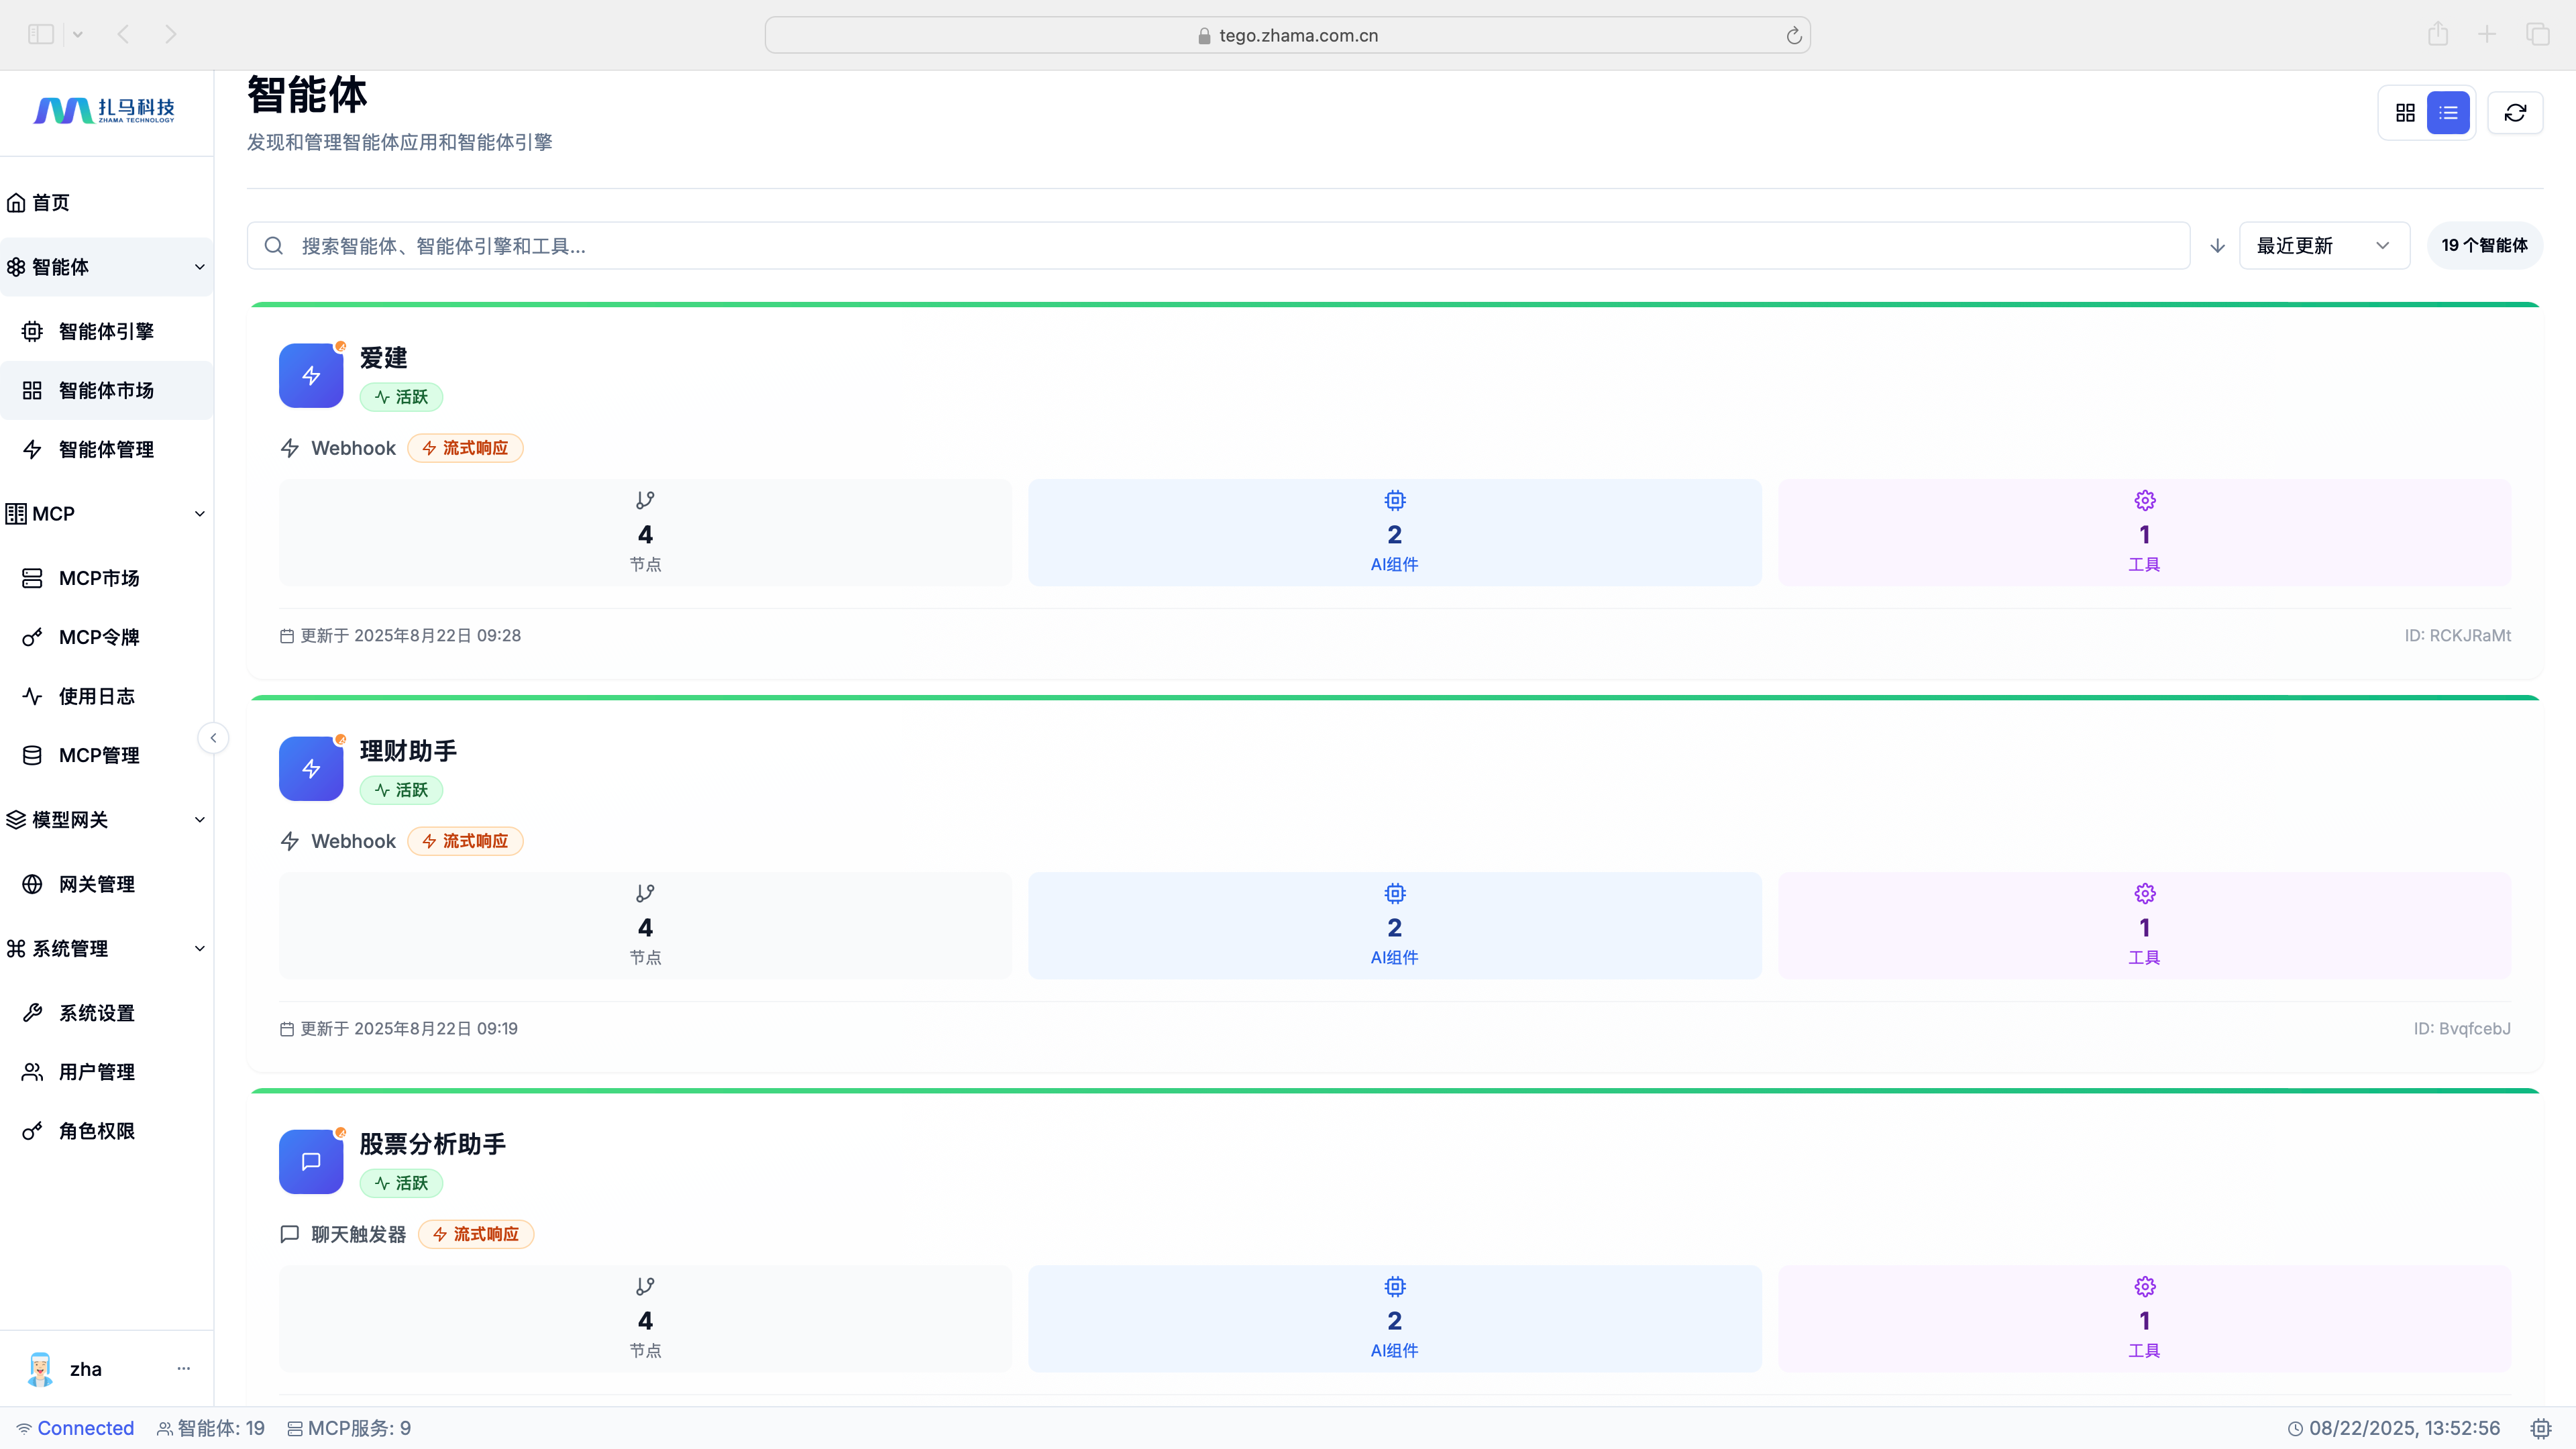 tego.zhama.com.cn
扎马科技
ZHAMA TECHNOLOGY
首页
智能体
智能体引擎
智能体市场
智能体管理
MCP
MCP市场
MCP令牌
使用日志
MCP管理
模型网关
网关管理
系统管理
系统设置
用户管理
角色权限
zha
智能体
发现和管理智能体应用和智能体引擎
搜索智能体、智能体引擎和工具...
最近更新
19 个智能体
爱建
活跃
Webhook 流式响应
4 2 1
节点 AI组件 工具
更新于 2025年8月22日 09:28 ID: RCKJRaMt
理财助手
活跃
Webhook 流式响应
4 2 1
节点 AI组件 工具
更新于 2025年8月22日 09:19 ID: BvqfcebJ
股票分析助手
活跃
聊天触发器 流式响应
4 2 1
节点 AI组件 工具
Connected 智能体: 19 MCP服务: 9 08/22/2025, 13:52:56